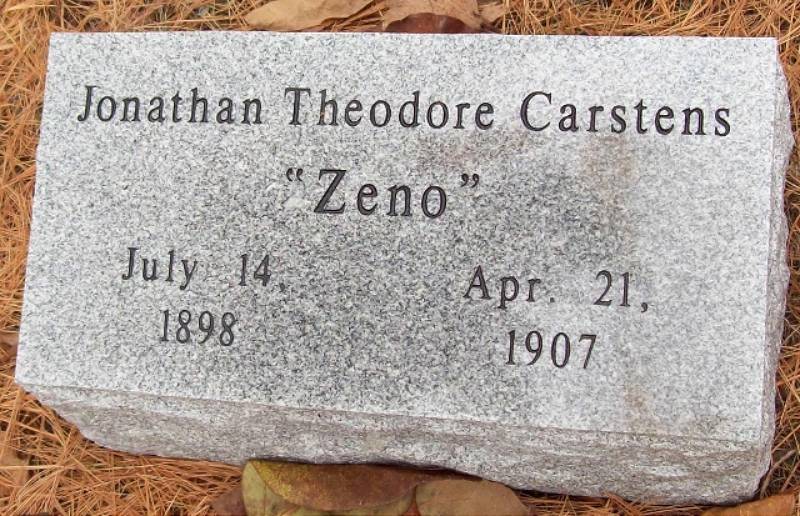 Jonathan Theodore Carstens
“Zeno”
July 14, Apr. 21,
1898 1907